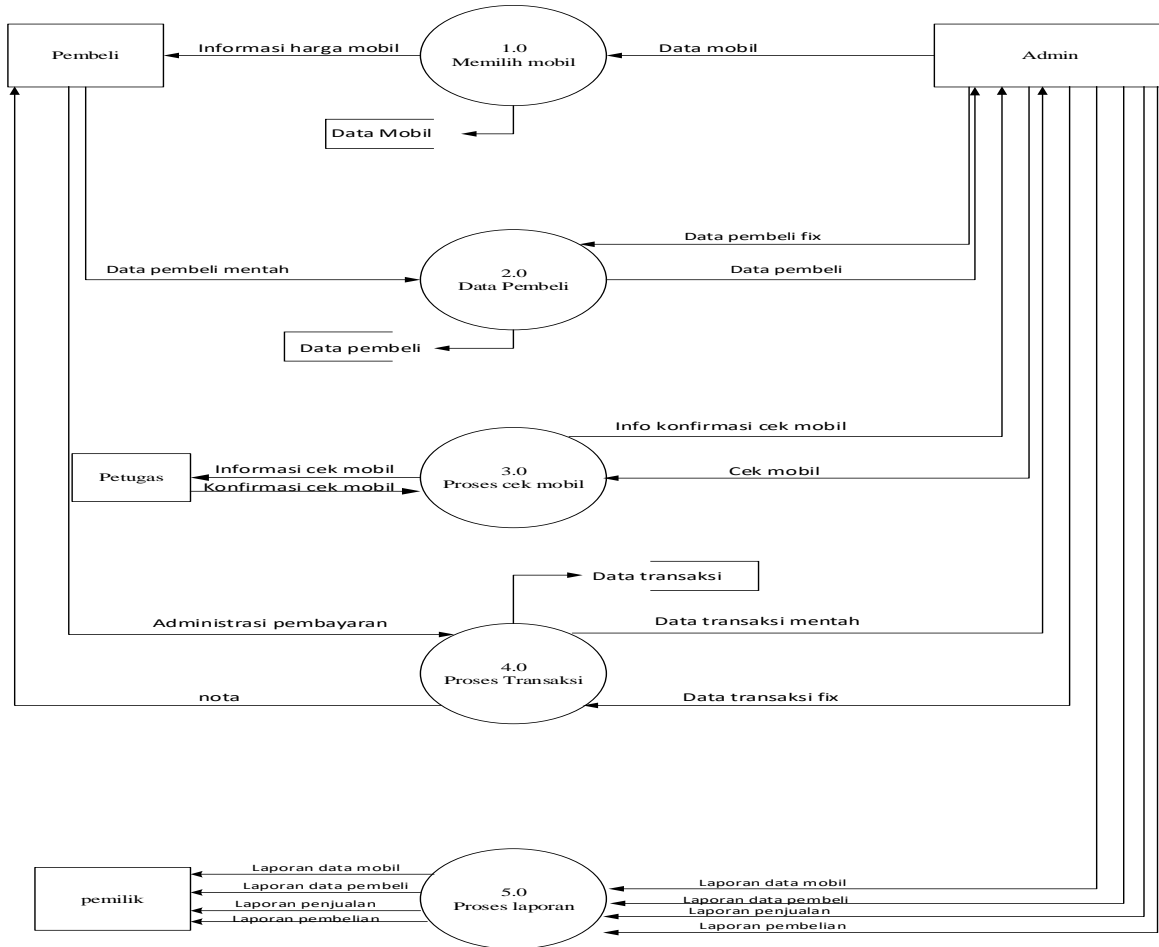 Pembeli
Informasi harga mobil
1.0
Memilih mobil
Data mobil
Admin
Data Mobil
Data pembeli fix
Data pembeli mentah
2.0
Data Pembeli
Data pembeli
Data pembeli
Info konfirmasi cek mobil
Petugas
Informasi cek mobil
Konfirmasi cek mobil
3.0
Proses cek mobil
Cek mobil
Data transaksi
Administrasi pembayaran
Data transaksi mentah
4.0
Proses Transaksi
nota
Data transaksi fix
pemilik
Laporan data mobil
Laporan data pembeli
Laporan penjualan
Laporan pembelian
5.0
Proses laporan
Laporan data mobil
Laporan data pembeli
Laporan penjualan
Laporan pembelian